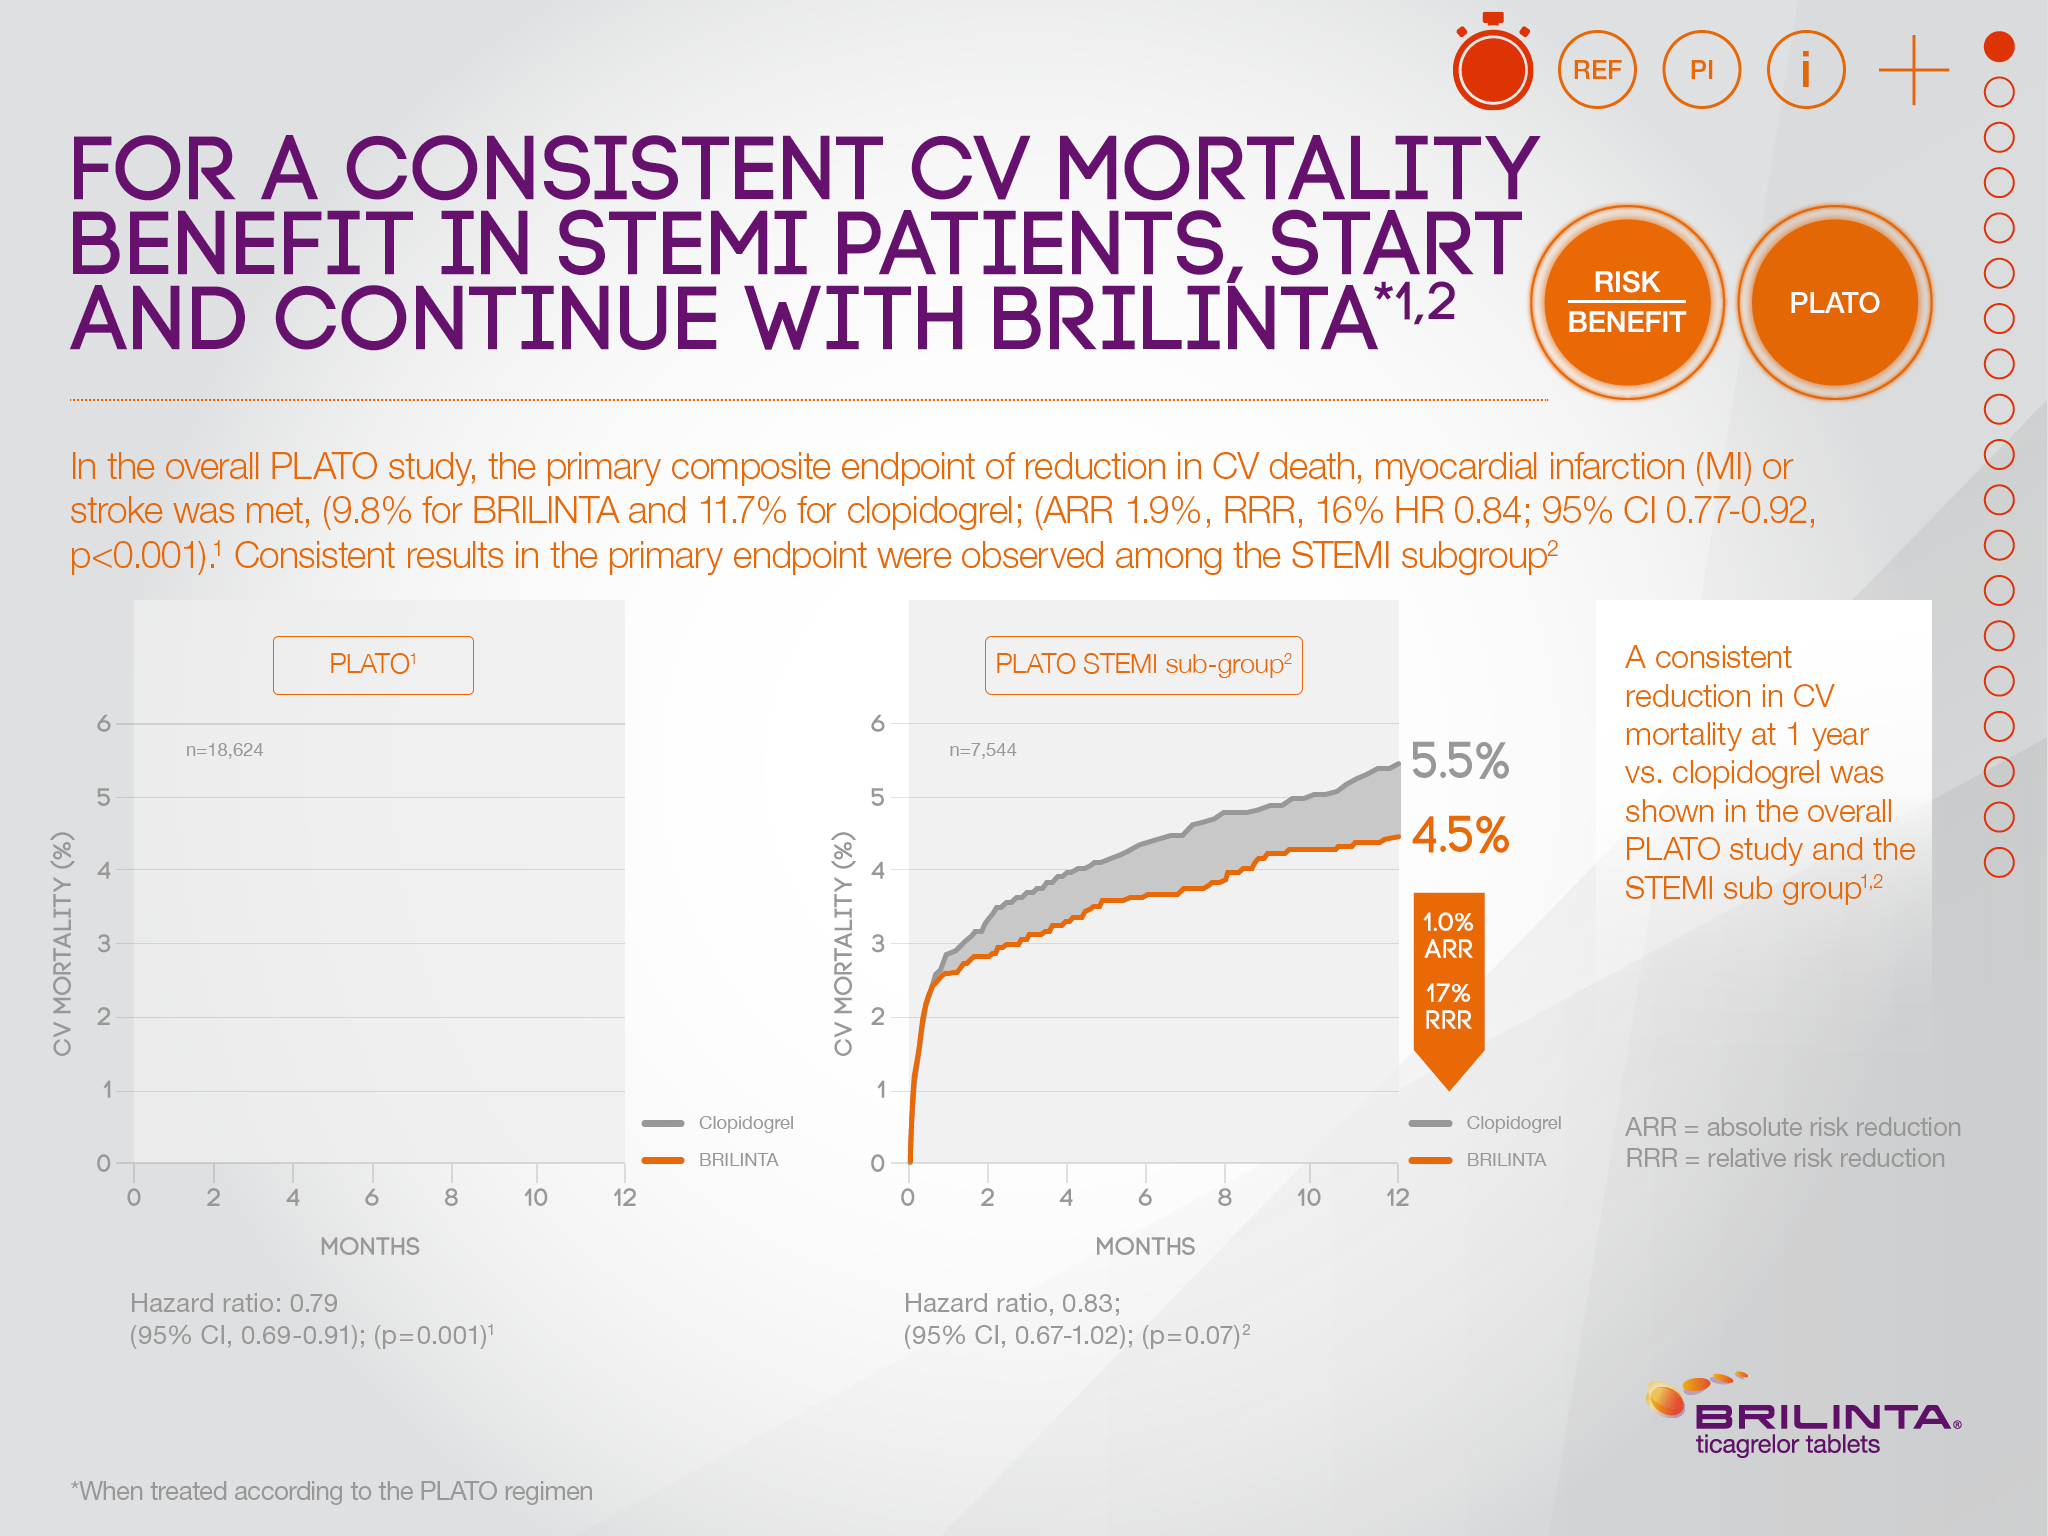 REF
PI
i
FOR A CONSISTENT CV MORTALITY
BENEFIT IN STEMI PATIENTS, START
AND CONTINUE WITH BRILINTA*1,2
RISK
BENEFIT
PLATO
In the overall PLATO study, the primary composite endpoint of reduction in CV death, myocardial infarction (MI) or
stroke was met, (9.8% for BRILINTA and 11.7% for clopidogrel; (ARR 1.9%, RRR, 16% HR 0.84; 95% CI 0.77-0.92,
p<0.001).1 Consistent results in the primary endpoint were observed among the STEMI subgroup2
PLATO1
n=18,624
CV MORTALITY (%)
6
5
4
3
2
1
0
0 2 4 6 8 10 12
MONTHS
Clopidogrel
BRILINTA
Hazard ratio: 0.79
(95% CI, 0.69-0.91); (p=0.001)1
PLATO STEMI sub-group2
n=7,544
CV MORTALITY (%)
6
5
4
3
2
1
0
0 2 4 6 8 10 12
MONTHS
5.5%
4.5%
1.0%
ARR
17%
RRR
Clopidogrel
BRILINTA
Hazard ratio, 0.83;
(95% CI, 0.67-1.02); (p=0.07)2
A consistent
reduction in CV
mortality at 1 year
vs. clopidogrel was
shown in the overall
PLATO study and the
STEMI sub group1,2
ARR = absolute risk reduction
RRR = relative risk reduction
BRILINTA®
ticagrelor tablets
*When treated according to the PLATO regimen